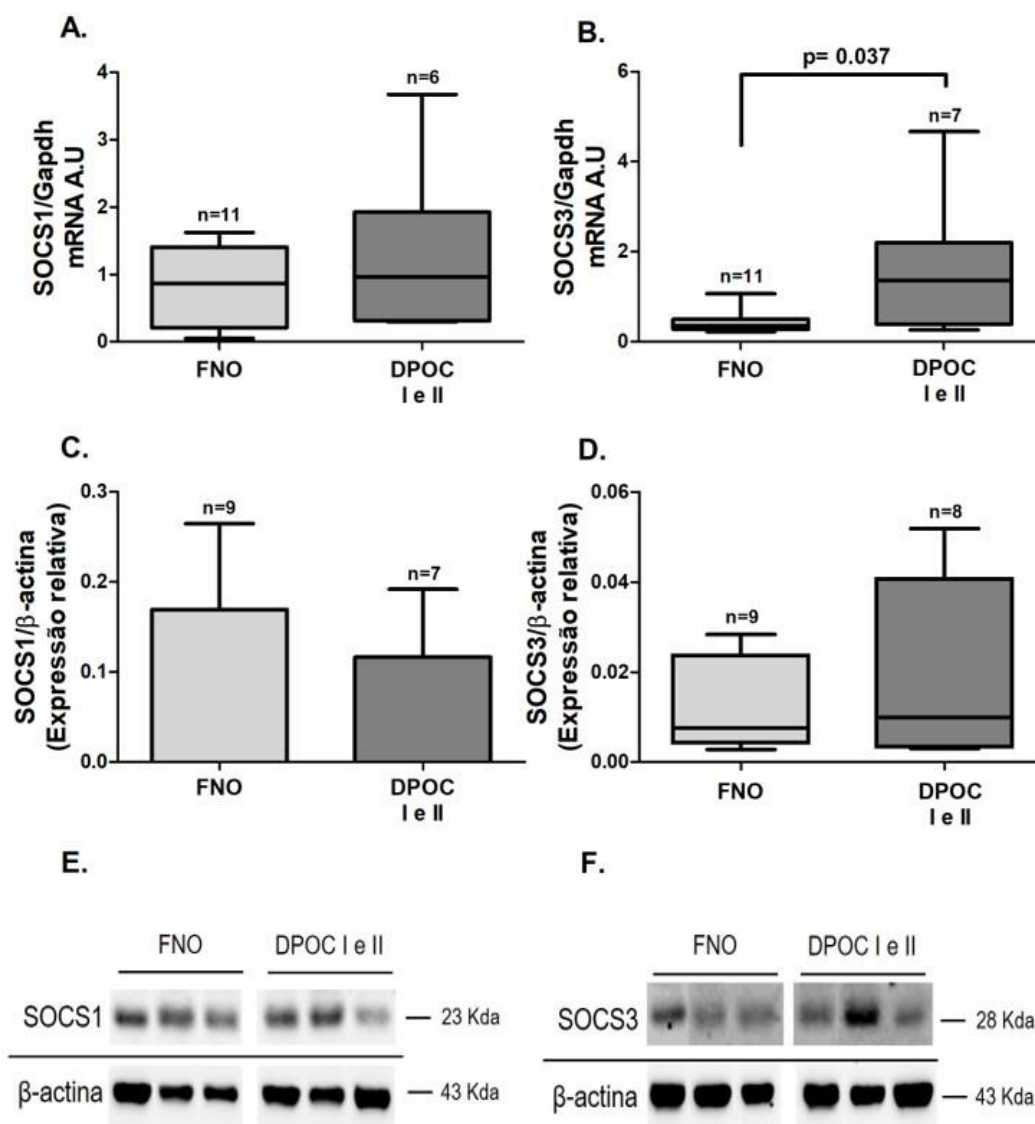 A.
SOCS1/Gapdh
mRNA A.U
4
3
2
1
0
n=11
n=6
FNO
DPOC
I e II
B.
p= 0.037
SOCS3/Gapdh
mRNA A.U
6
4
2
0
n=11
n=7
FNO
DPOC
I e II
C.
SOCS1/β-actina
(Expressão relativa)
0.3
0.2
0.1
0.0
n=9
n=7
FNO
DPOC
I e II
D.
SOCS3/β-actina
(Expressão relativa)
0.06
0.04
0.02
0.00
n=9
n=8
FNO
DPOC
I e II
E.
FNO
DPOC I e II
SOCS1
23 Kda
β-actina
43 Kda
F.
FNO
DPOC I e II
SOCS3
28 Kda
β-actina
43 Kda